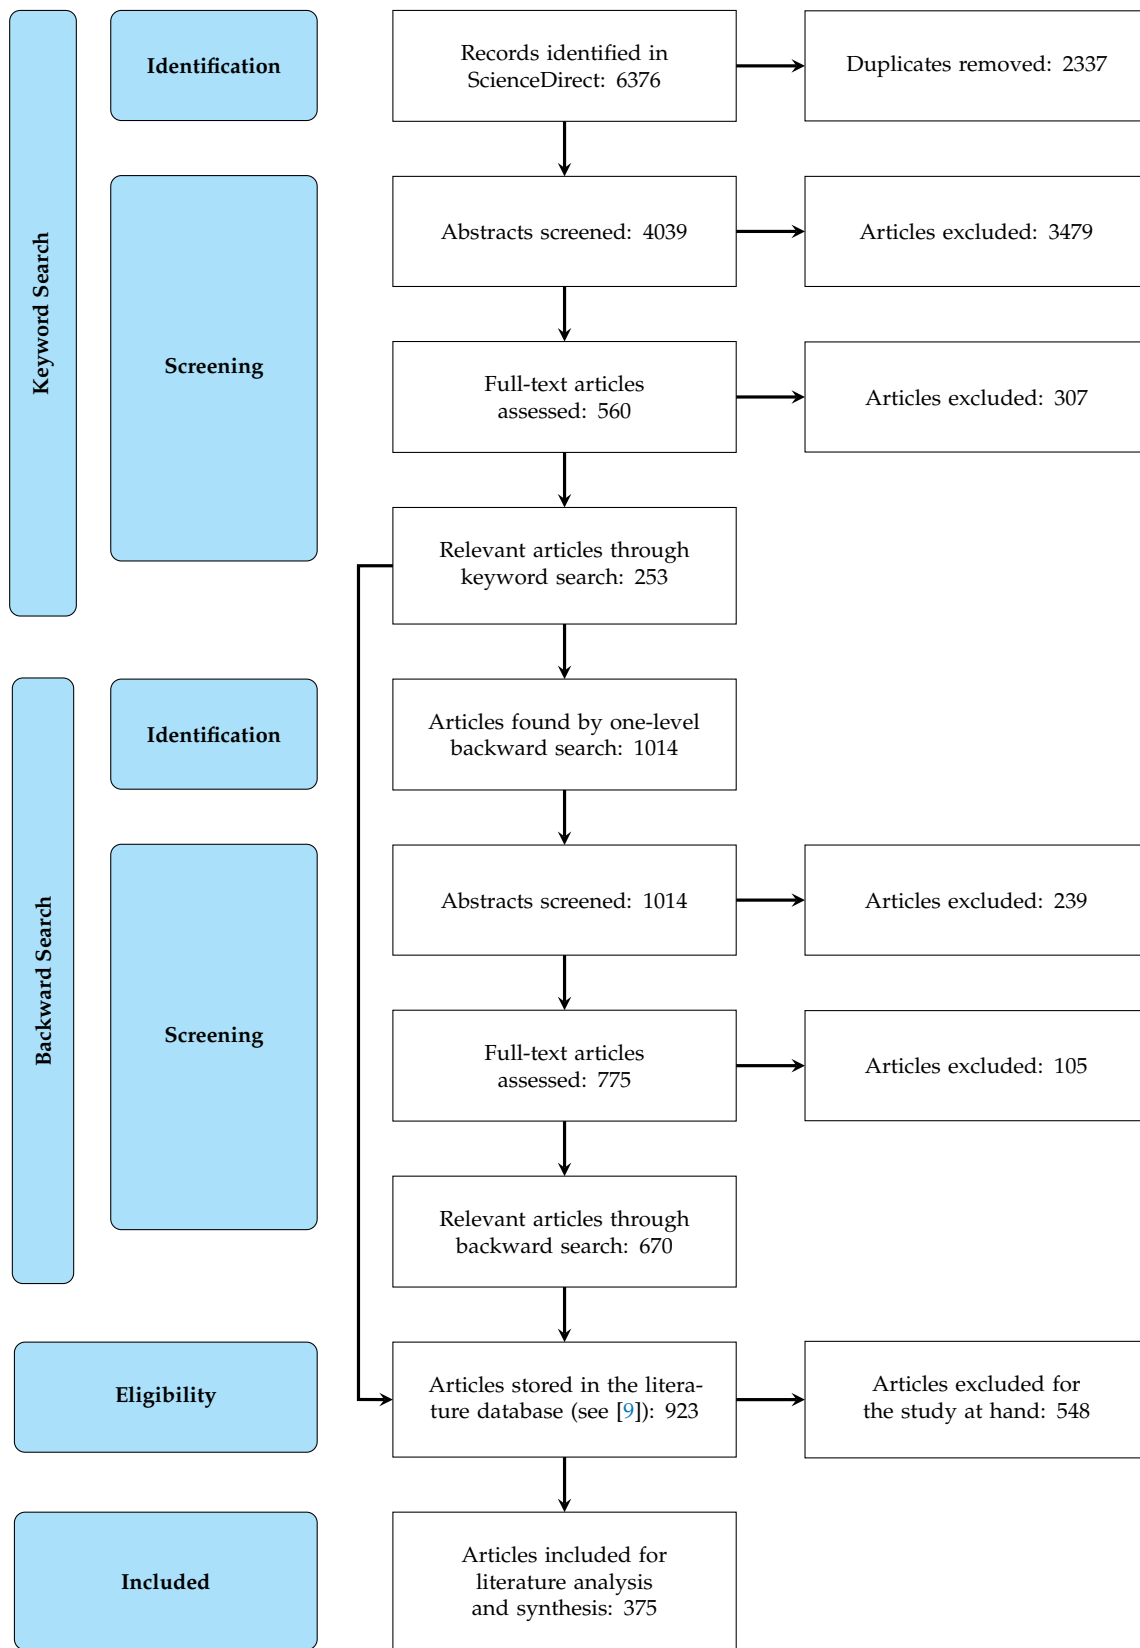 Keyword Search
Identification
Records identified in
ScienceDirect: 6376
Duplicates removed: 2337
Screening
Abstracts screened: 4039
Articles excluded: 3479
Full-text articles
assessed: 560
Articles excluded: 307
Relevant articles through
keyword search: 253
Backward Search
Identification
Articles found by one-level
backward search: 1014
Screening
Abstracts screened: 1014
Articles excluded: 239
Full-text articles
assessed: 775
Articles excluded: 105
Relevant articles through
backward search: 670
Eligibility
Articles stored in the litera-
ture database (see [9]): 923
Articles excluded for
the study at hand: 548
Included
Articles included for
literature analysis
and synthesis: 375